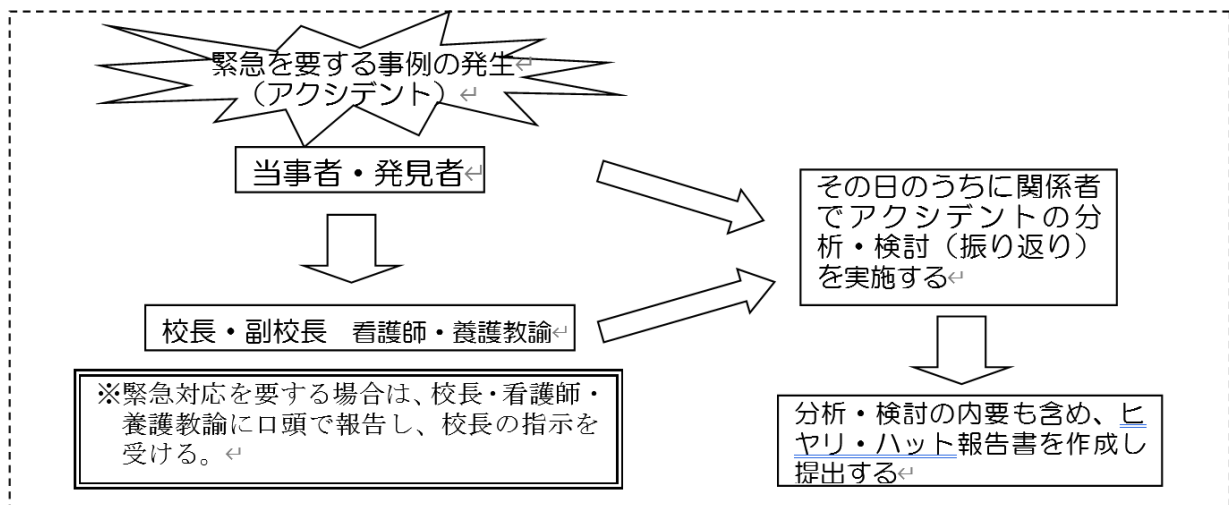 緊急を要する事例の発生
（アクシデント）
当事者・発見者
校長・副校長　看護師・養護教諭
※緊急対応を要する場合は、校長・看護師・
養護教諭に口頭で報告し、校長の指示を
受ける。
その日のうちに関係者
でアクシデントの分
析・検討（振り返り）
を実施する
分析・検討の内要も含め、ヒ
ヤリ・ハット報告書を作成し
提出する